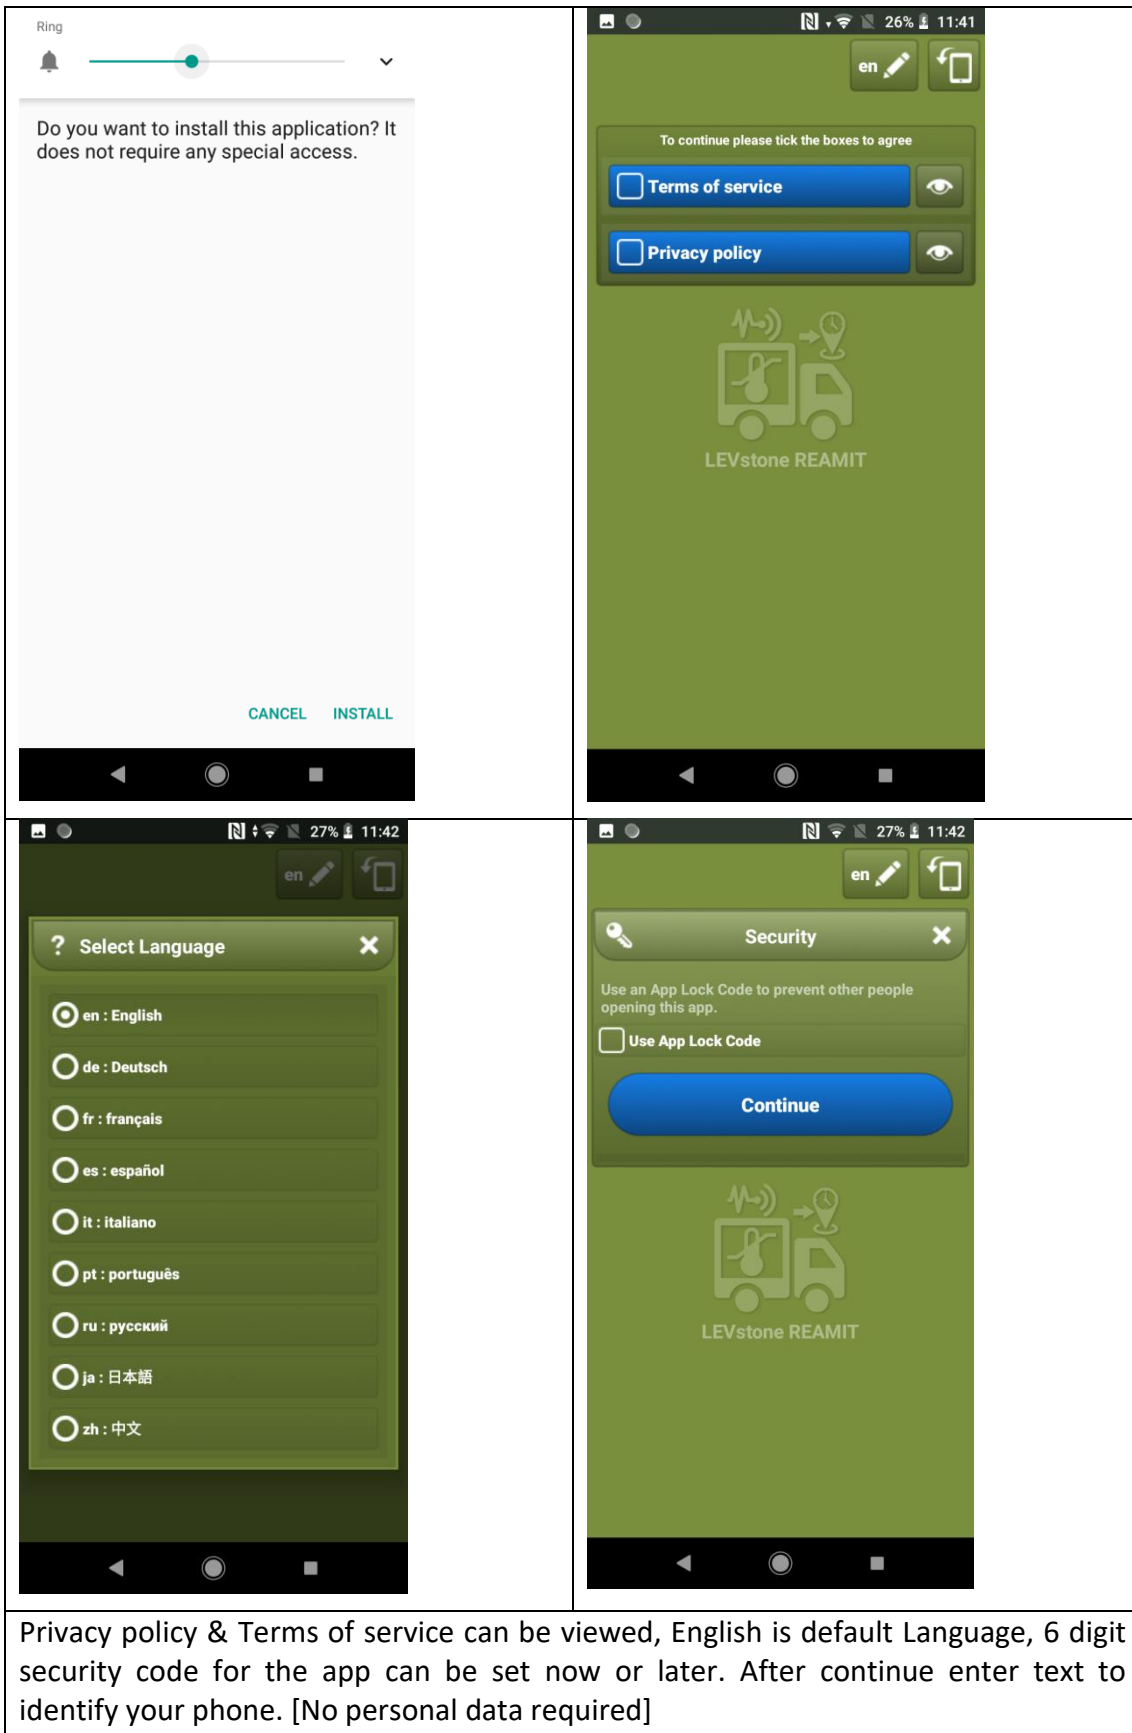 Ring
Do you want to install this application? It
does not require any special access.
CANCEL INSTALL
26% 11:41
en
To continue please tick the boxes to agree
Terms of service
Privacy policy
LEVstone REAMIT
27% 11:42
en
? Select Language
en : English
de : Deutsch
fr : français
es : español
it : italiano
pt : português
ru : русский
ja : 日本語
zh : 中文
27% 11:42
en
Security
Use an App Lock Code to prevent other people
opening this app.
Use App Lock Code
Continue
LEVstone REAMIT
Privacy policy & Terms of service can be viewed, English is default Language, 6 digit
security code for the app can be set now or later. After continue enter text to
identify your phone. [No personal data required]